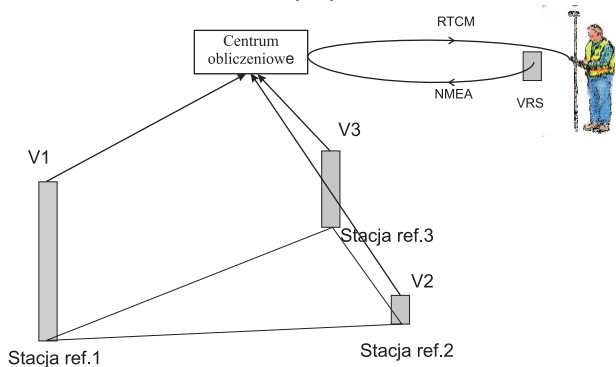 RTCM
Centrum
obliczeniowe
NMEA
VRS
V3
V1
Stacja ref.3
V2
Stacja ref.2
Stacja ref.1